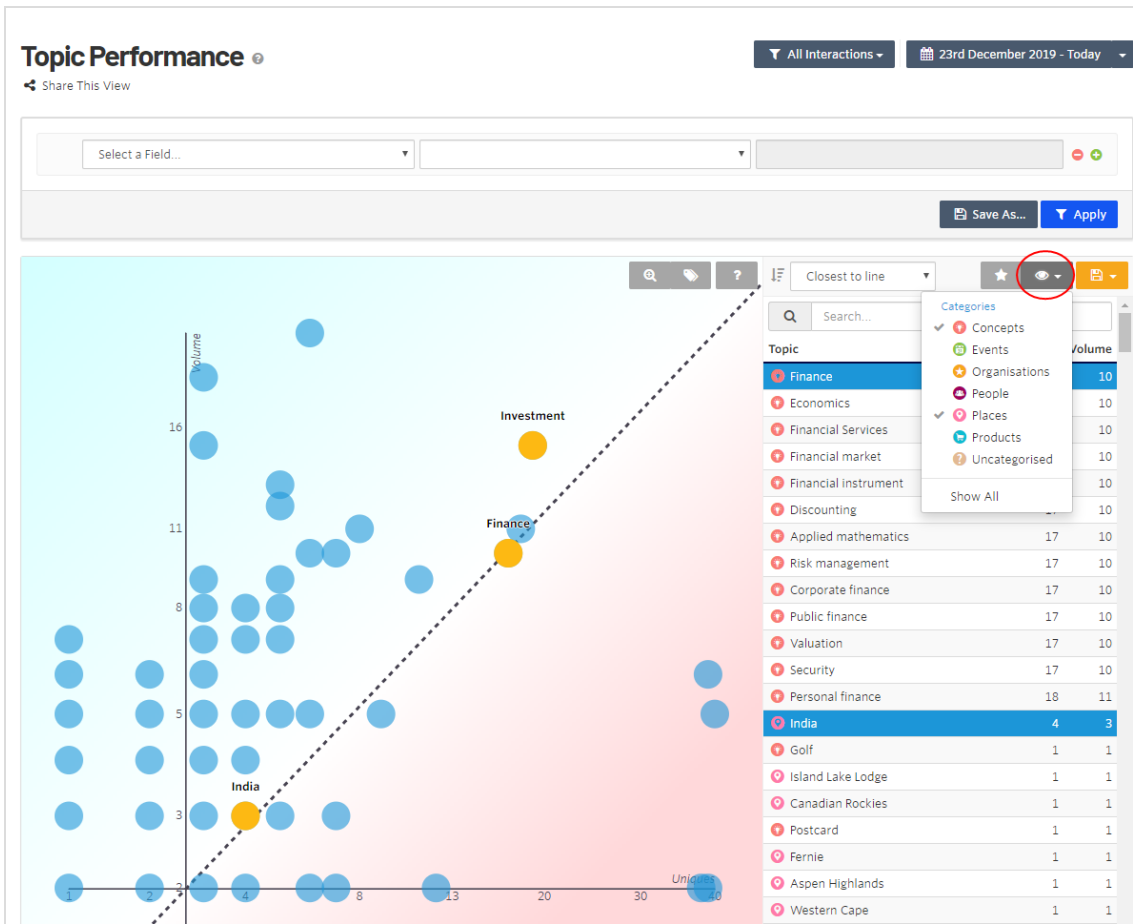 Topic Performance ?
Share This View
All Interactions
23rd December 2019 - Today
Select a Field...
Save As...
Apply
?
Closest to line
Search...
Categories
Concepts
Events
Organisations
People
Places
Products
Uncategorised
Show All
Topic Volume
Finance 10
Economics 10
Financial Services 10
Financial market 10
Financial instrument 10
Discounting 10
Applied mathematics 17 10
Risk management 17 10
Corporate finance 17 10
Public finance 17 10
Valuation 17 10
Security 17 10
Personal finance 18 11
India 4 3
Golf 1 1
Island Lake Lodge 1 1
Canadian Rockies 1 1
Postcard 1 1
Fernie 1 1
Aspen Highlands 1 1
Western Cape 1 1
Volume
Investment
16
Finance
11
8
5
India
3
2
Uniques
1 2 4 8 13 20 30 40